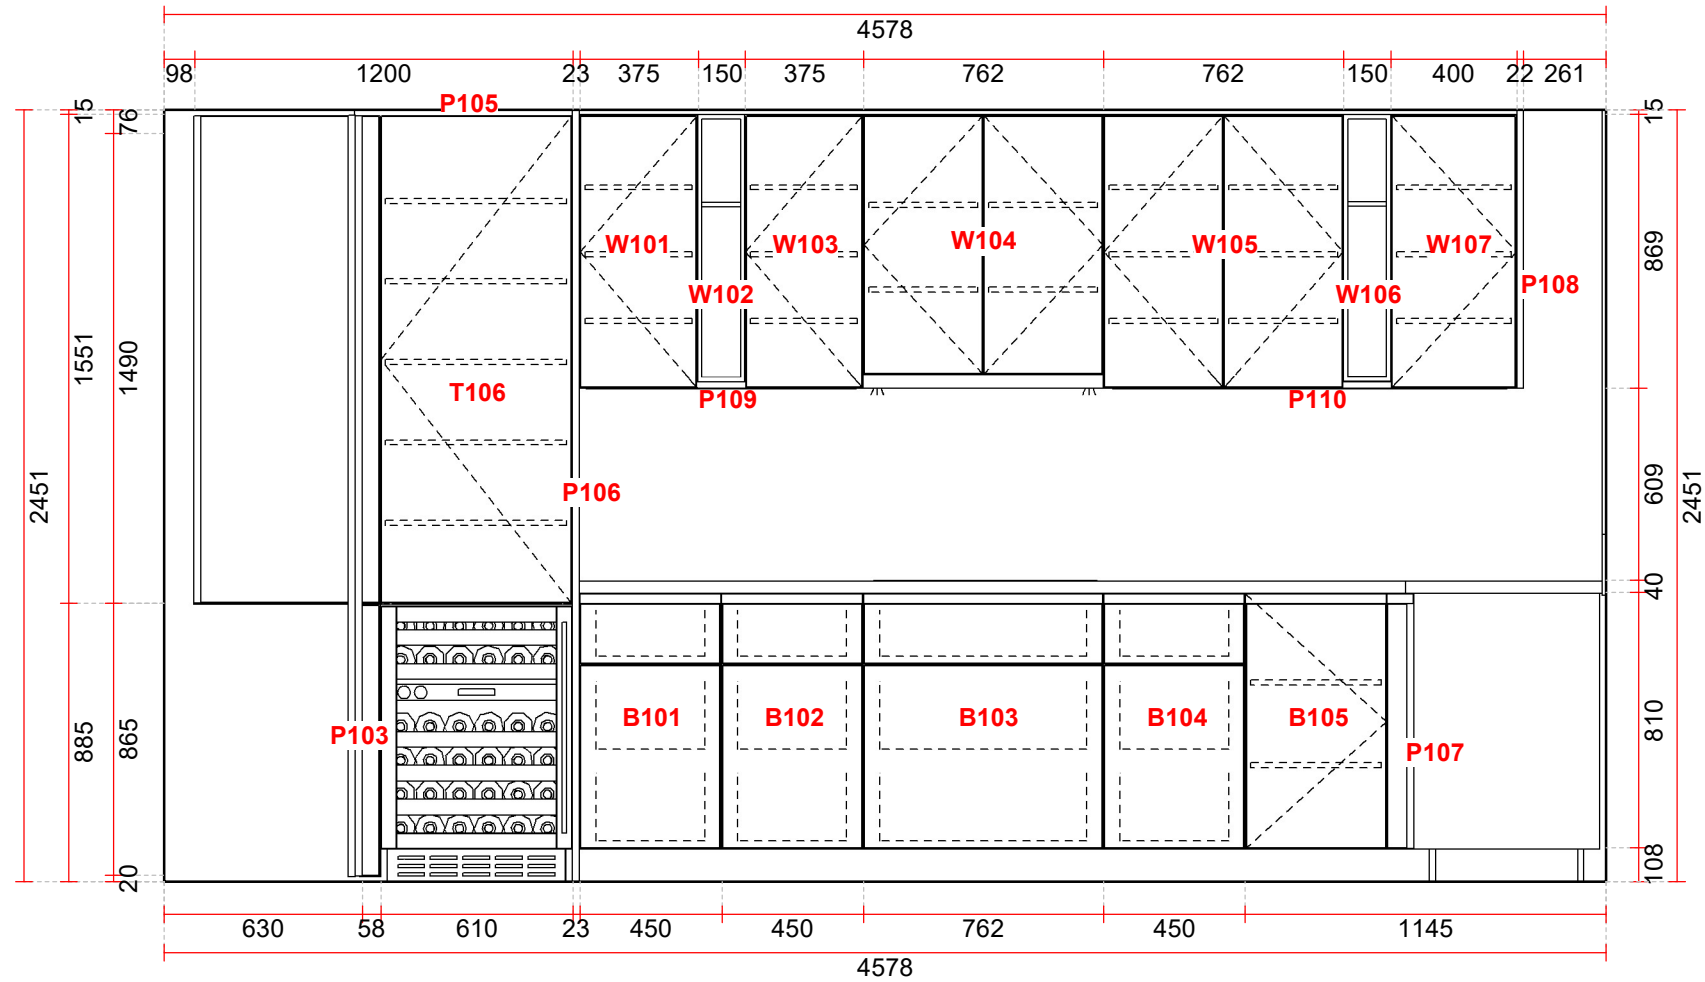 4578
98 1200 23 375 150 375 762 762 150 400 22 261
P105
15 76 15
W101 W103 W104 W105 W107
869
P108
W102 W106
1551 1490
T106
P109 P110
2451 609 2451
P106
40
B101 B102 B103 B104 B105
885 865 P103 810
P107
20 108
630 58 610 23 450 450 762 450 1145
4578